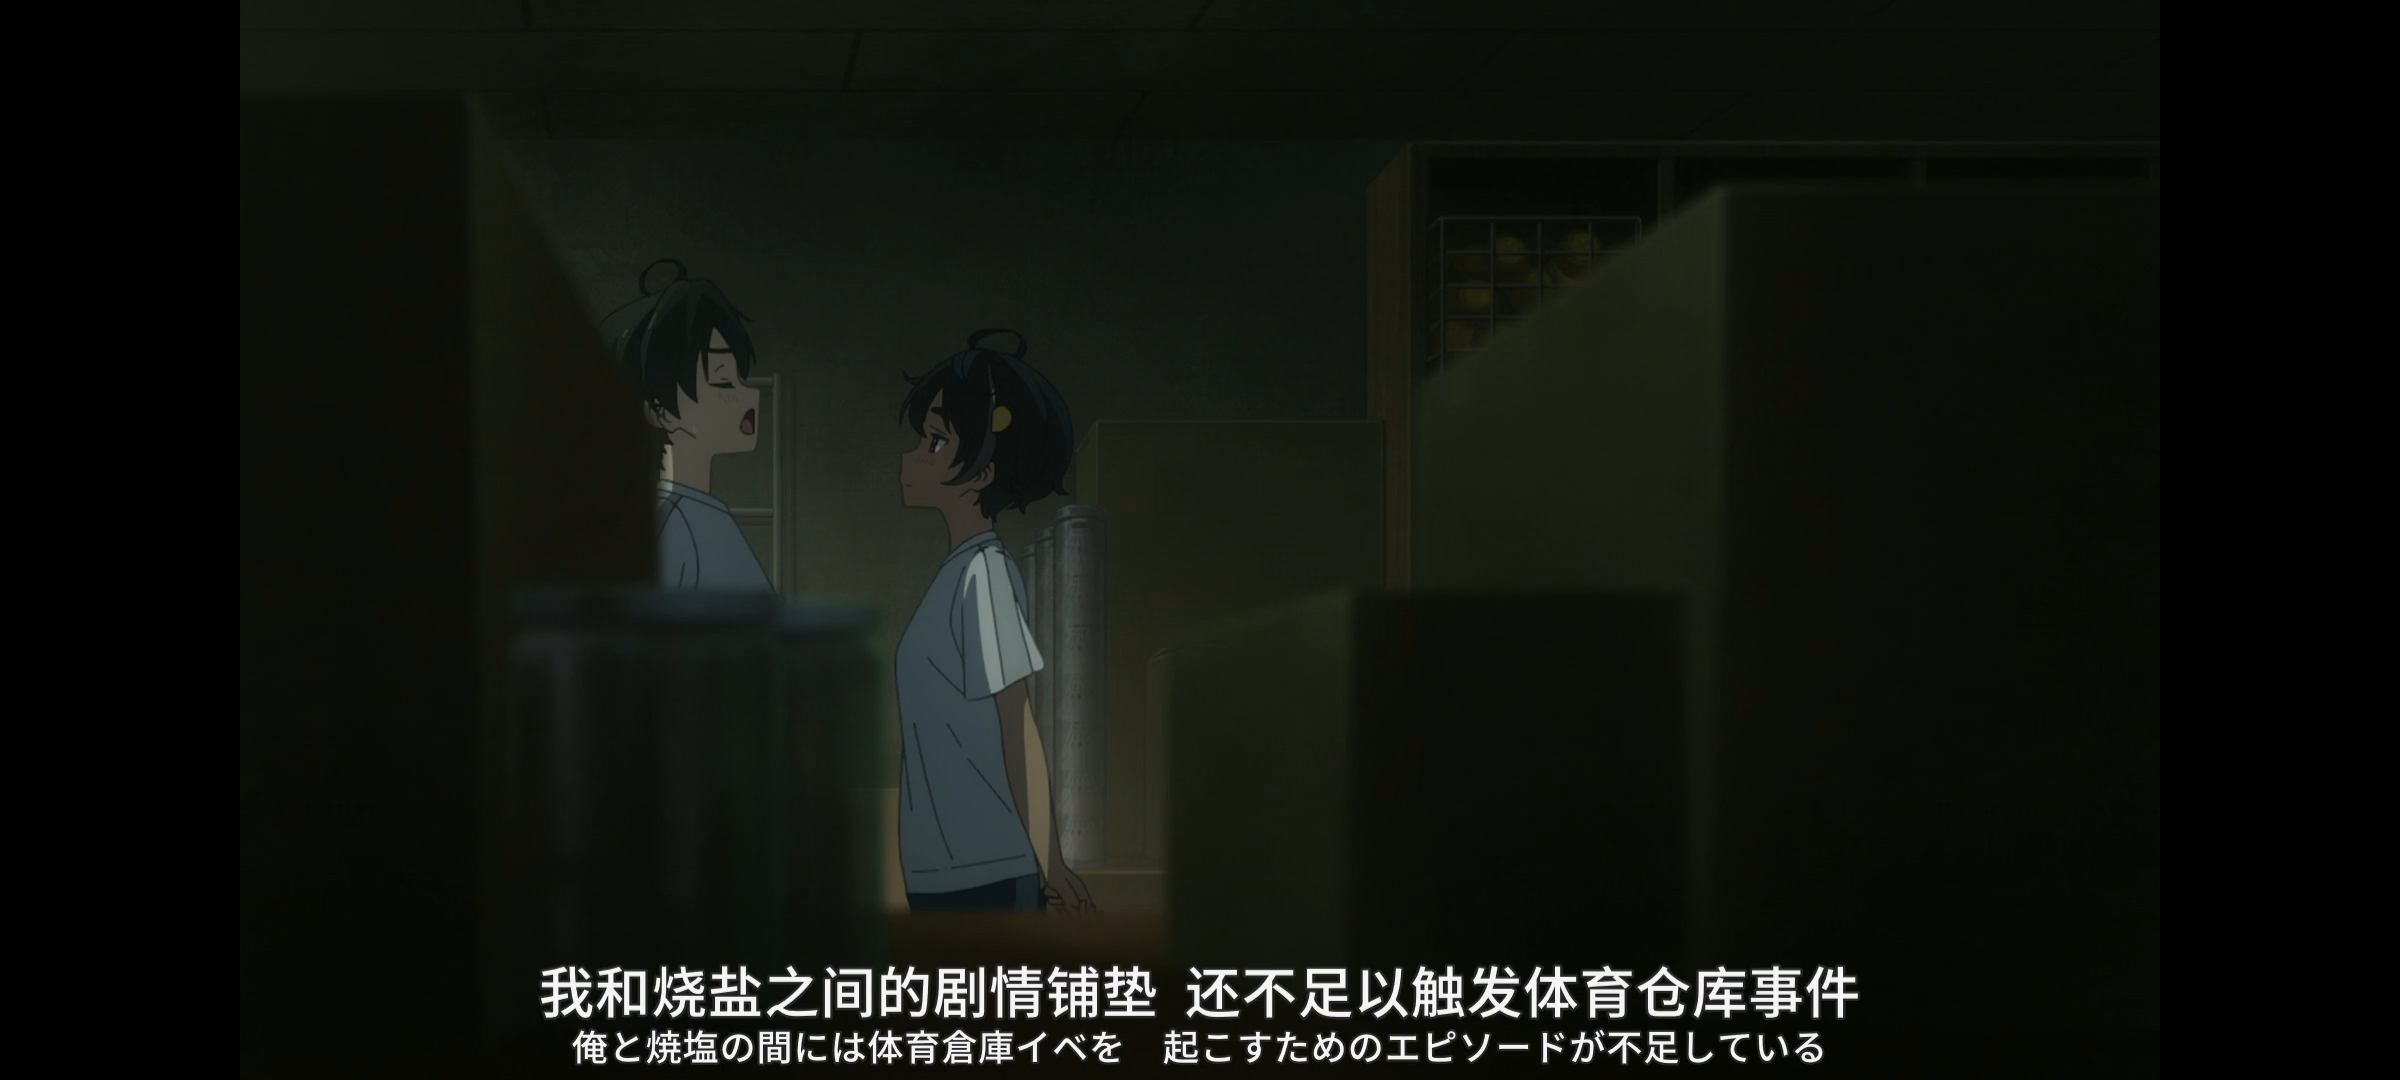 我和烧盐之间的剧情铺垫 还不足以触发体育仓库事件
俺と焼塩の間には体育倉庫イベを 起こすためのエピソードが不足している